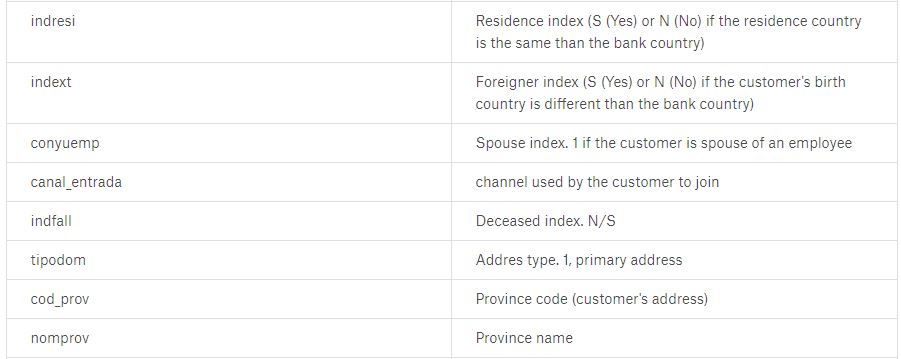 indresi
Residence index (S (Yes) or N (No) if the residence country
is the same than the bank country)
indext
Foreigner index (S (Yes) or N (No) if the customer's birth
country is different than the bank country)
conyuemp
Spouse index. 1 if the customer is spouse of an employee
canal_entrada
channel used by the customer to join
indfall
Deceased index. N/S
tipodom
Addres type. 1, primary address
cod_prov
Province code (customer's address)
nomprov
Province name